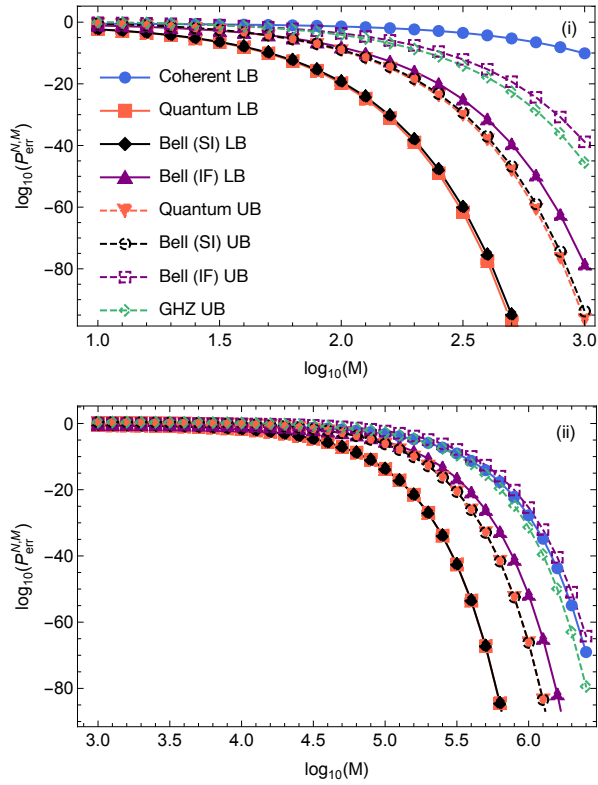 (i)
0
−20
−40
−60
−80
log10(P_err^N,M)
Coherent LB
Quantum LB
Bell (SI) LB
Bell (IF) LB
Quantum UB
Bell (SI) UB
Bell (IF) UB
GHZ UB
1.0 1.5 2.0 2.5 3.0
log10(M)
(ii)
0
−20
−40
−60
−80
log10(P_err^N,M)
3.0 3.5 4.0 4.5 5.0 5.5 6.0
log10(M)